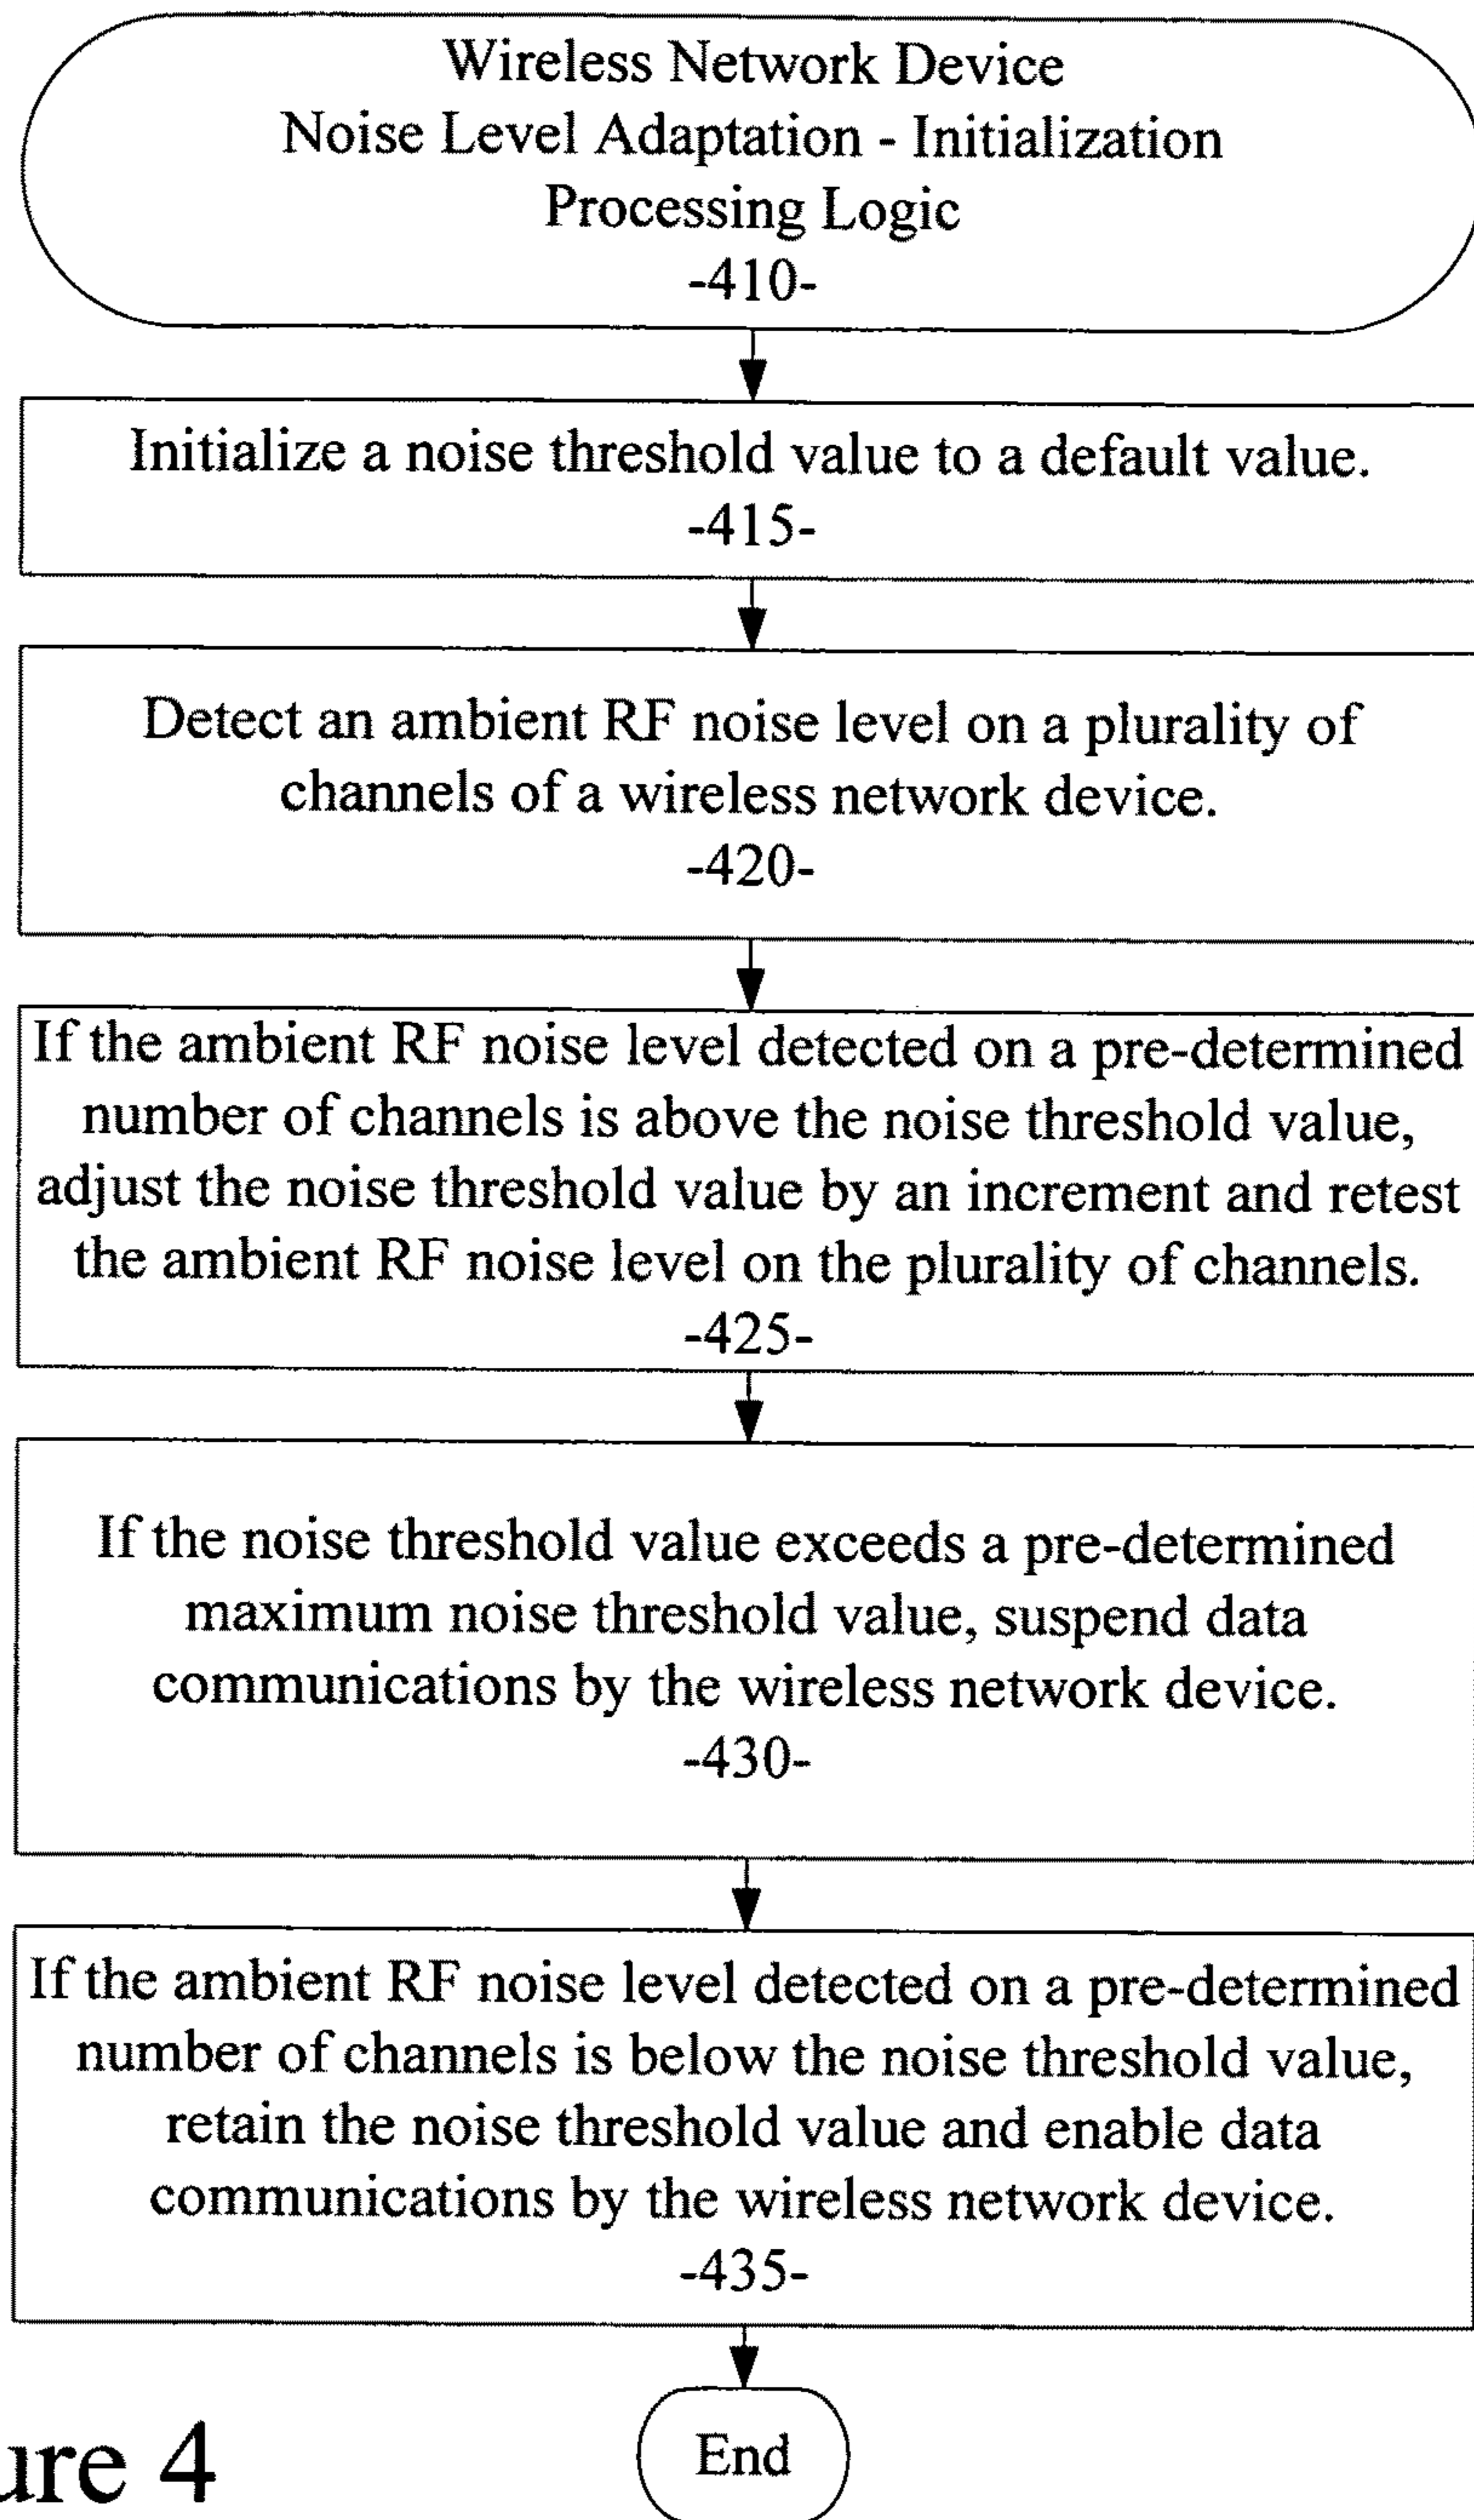 Wireless Network Device
Noise Level Adaptation - Initialization
Processing Logic
-410-
Initialize a noise threshold value to a default value.
-415-
Detect an ambient RF noise level on a plurality of
channels of a wireless network device.
-420-
If the ambient RF noise level detected on a pre-determined
number of channels is above the noise threshold value,
adjust the noise threshold value by an increment and retest
the ambient RF noise level on the plurality of channels.
-425-
If the noise threshold value exceeds a pre-determined
maximum noise threshold value, suspend data
communications by the wireless network device.
-430-
If the ambient RF noise level detected on a pre-determined
number of channels is below the noise threshold value,
retain the noise threshold value and enable data
communications by the wireless network device.
-435-
End
ure 4